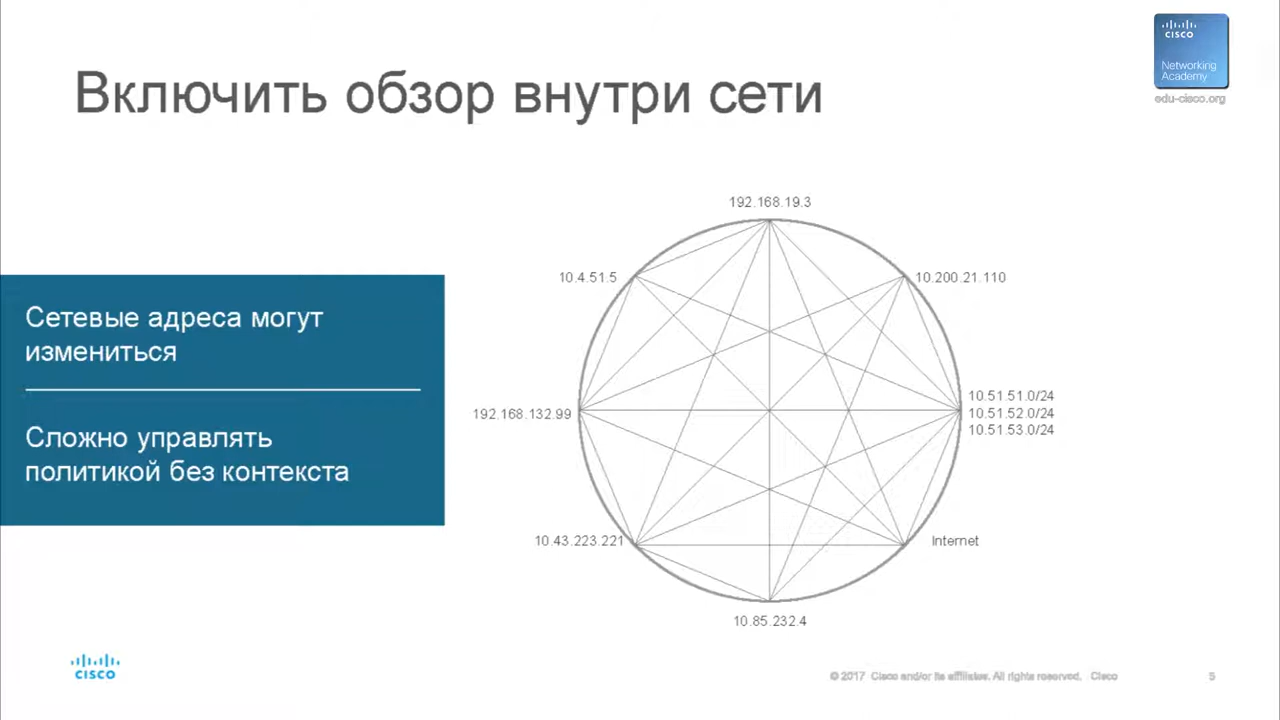 CISCO
Networking
Academy
edu-cisco.org
Включить обзор внутри сети
Сетевые адреса могут
измениться
Сложно управлять
политикой без контекста
192.168.19.3
10.4.51.5
10.200.21.110
192.168.132.99
10.51.51.0/24
10.51.52.0/24
10.51.53.0/24
10.43.223.221
Internet
10.85.232.4
CISCO
© 2017 Cisco and/or its affiliates. All rights reserved. Cisco
5